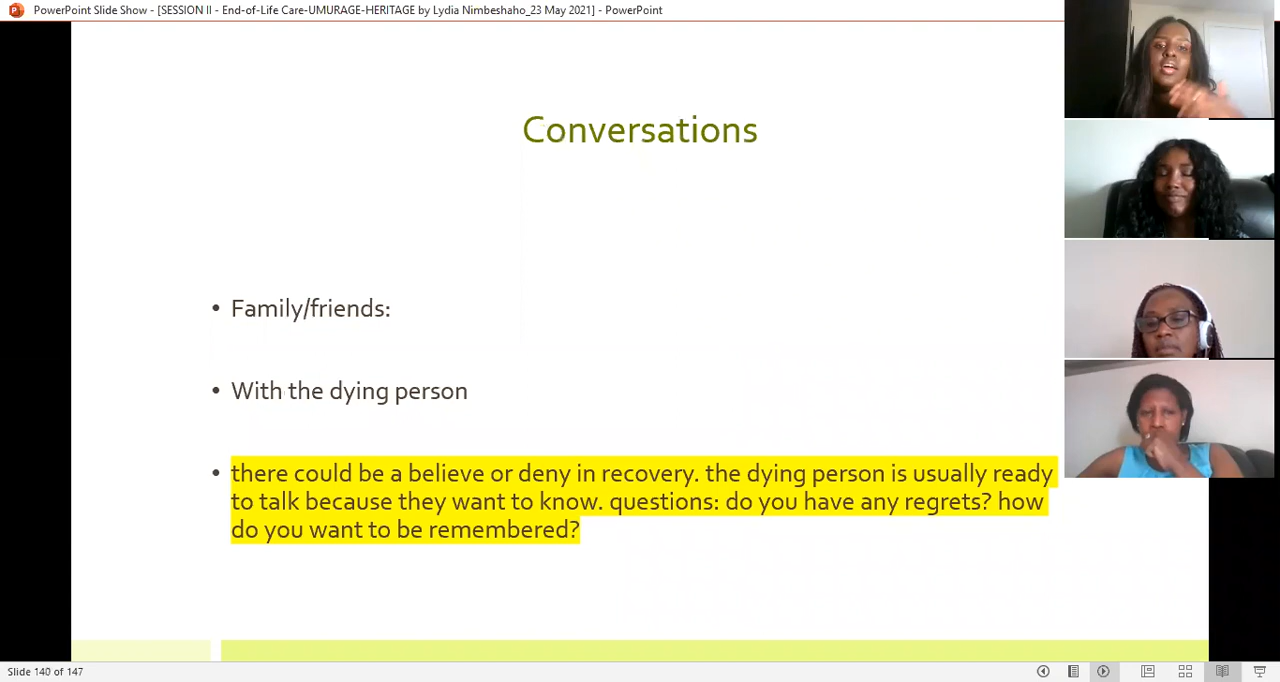 PowerPoint Slide Show - [SESSION II - End-of-Life Care-UMURAGE-HERITAGE by Lydia Nimbeshaho_23 May 2021] - PowerPoint
Conversations
• Family/friends:
• With the dying person
• there could be a believe or deny in recovery. the dying person is usually ready
to talk because they want to know. questions: do you have any regrets? how
do you want to be remembered?
Slide 140 of 147